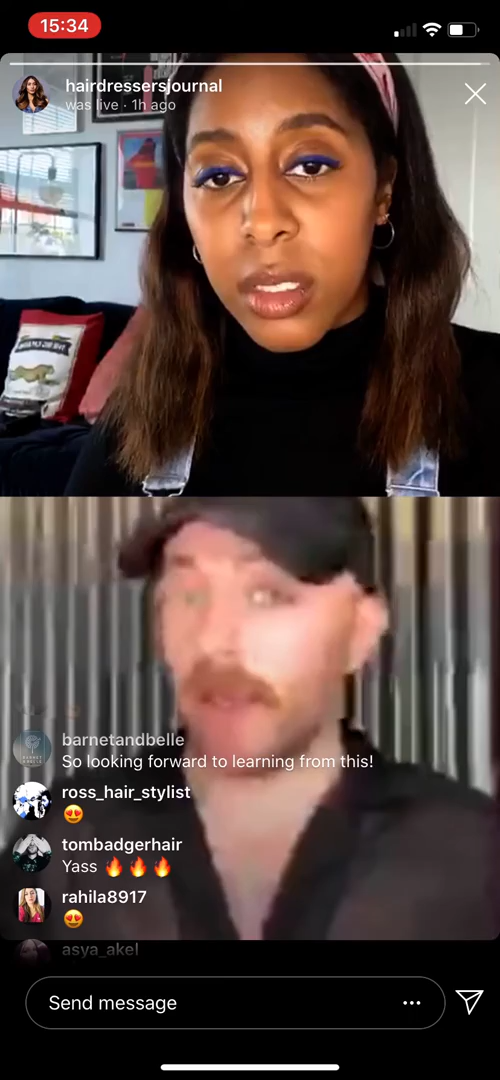 15:34
hairdressersjournal
was live · 1h ago
barnetandbelle
So looking forward to learning from this!
ross_hair_stylist
😍
tombadgerhair
Yass 🔥🔥🔥
rahila8917
😍
asya_akel
Send message